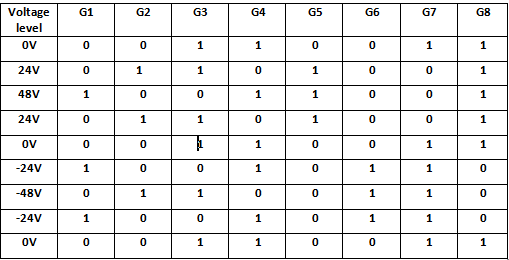 Voltage level G1 G2 G3 G4 G5 G6 G7 G8
0V 0 0 1 1 0 0 1 1
24V 0 1 1 0 1 0 0 1
48V 1 0 0 1 1 0 0 1
24V 0 1 1 0 1 0 0 1
0V 0 0 1 1 0 0 1 1
-24V 1 0 0 1 0 1 1 0
-48V 0 1 1 0 0 1 1 0
-24V 1 0 0 1 0 1 1 0
0V 0 0 1 1 0 0 1 1